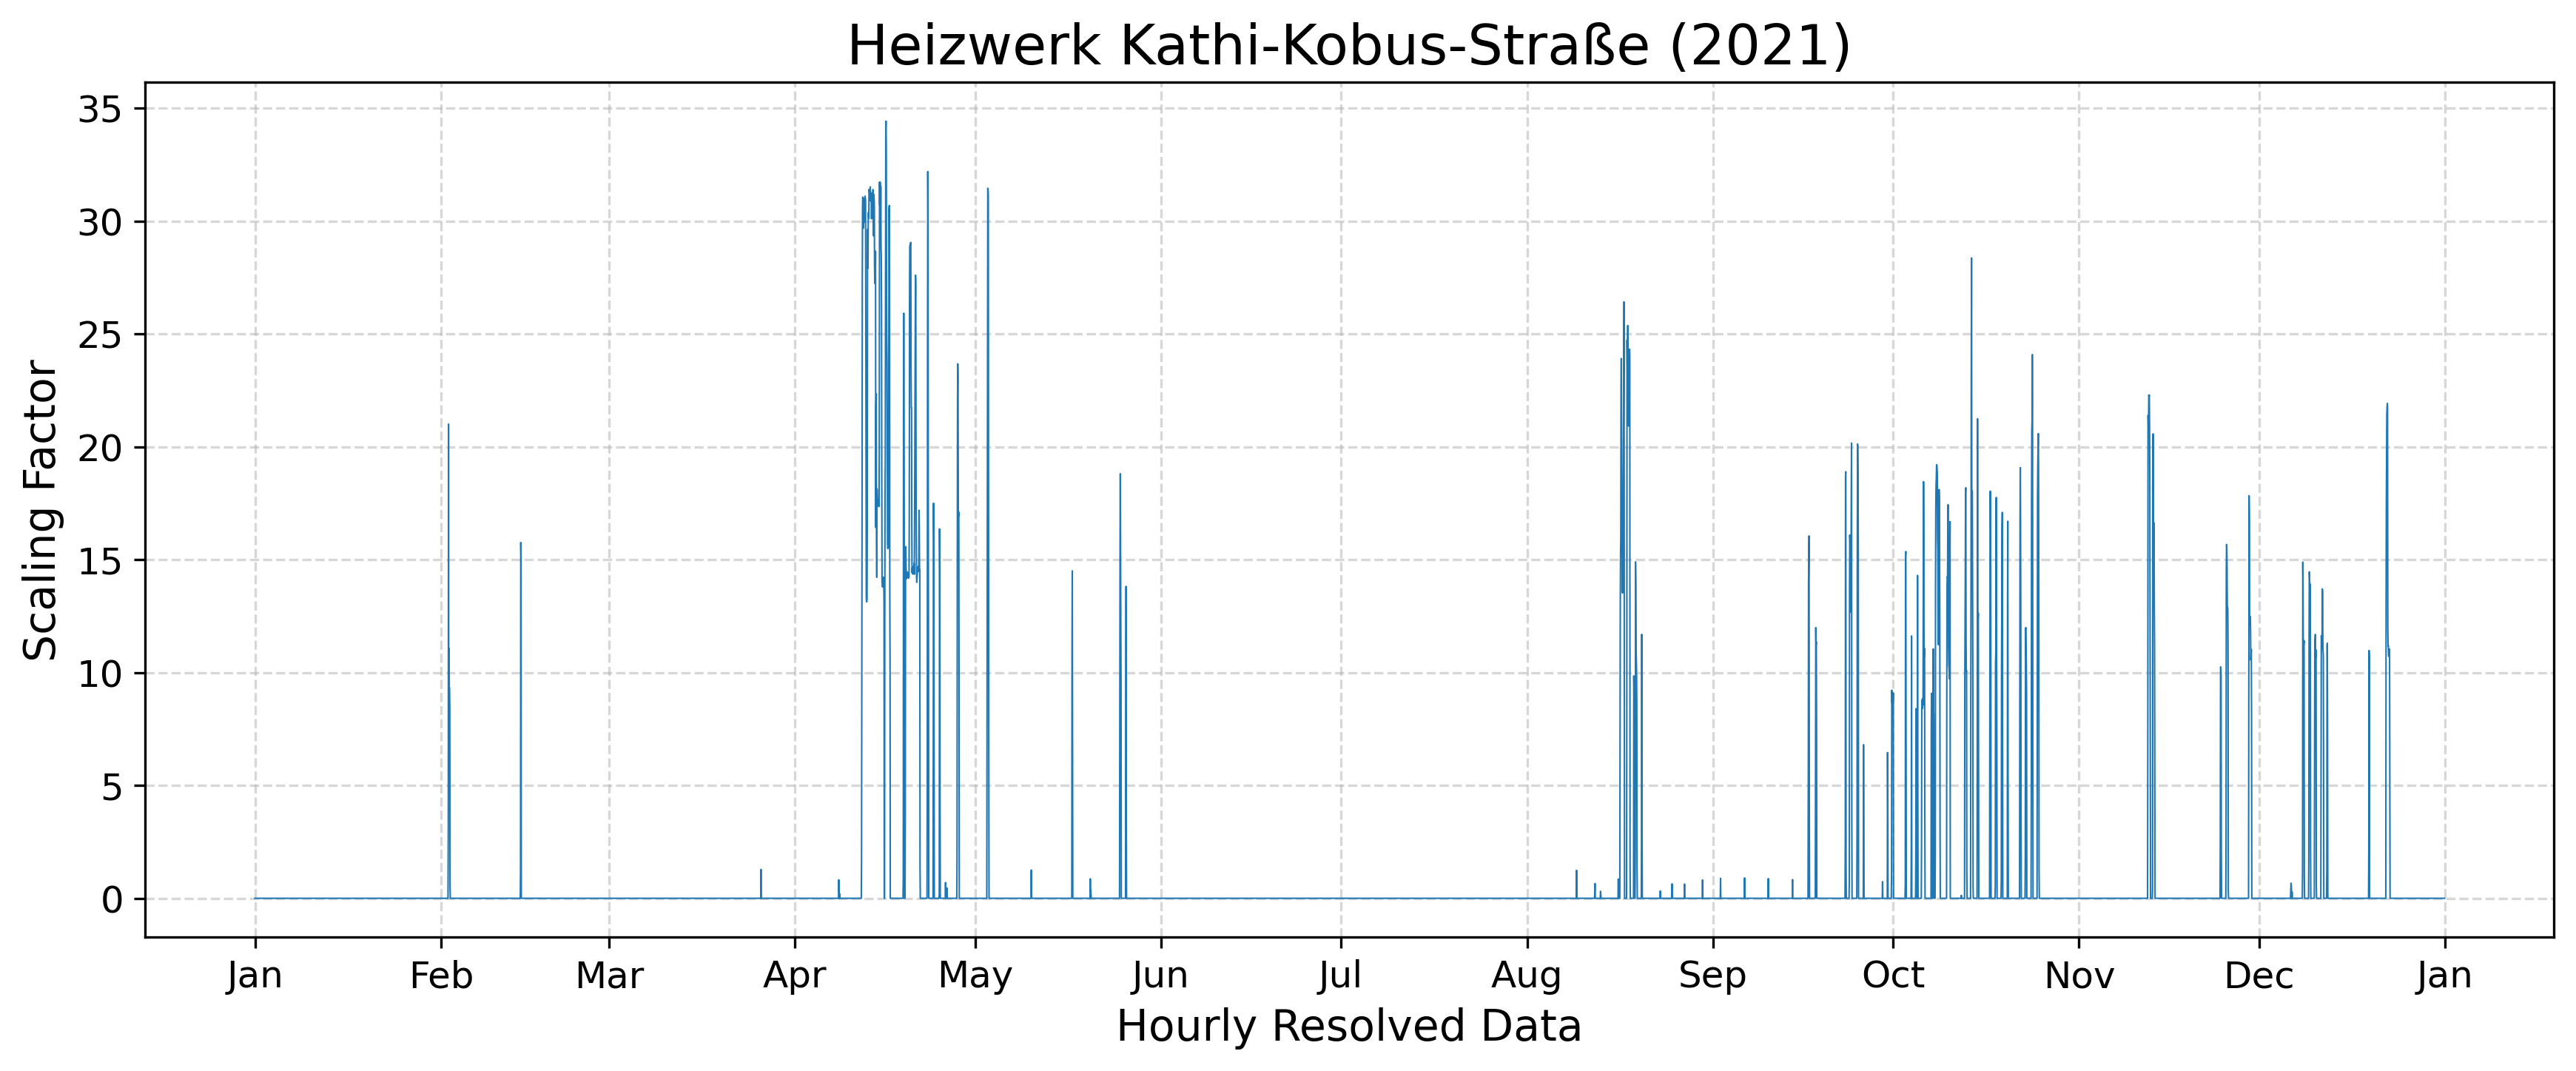 Heizwerk Kathi-Kobus-Straße (2021)
Scaling Factor
35
30
25
20
15
10
5
0
Jan Feb Mar Apr May Jun Jul Aug Sep Oct Nov Dec Jan
Hourly Resolved Data